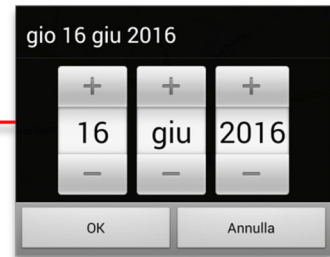 gio 16 giu 2016
+ + +
16 giu 2016
– – –
OK Annulla